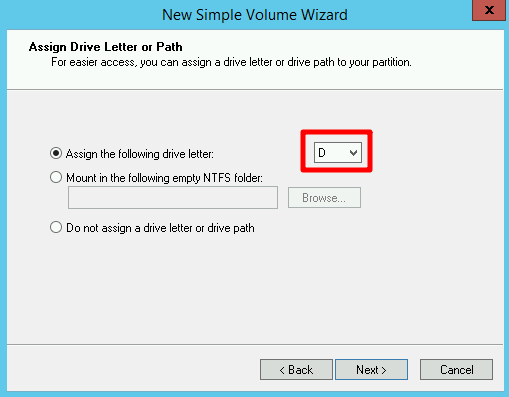 New Simple Volume Wizard
x
Assign Drive Letter or Path
For easier access, you can assign a drive letter or drive path to your partition.
Assign the following drive letter:
D
Mount in the following empty NTFS folder:
Browse...
Do not assign a drive letter or drive path
< Back
Next >
Cancel